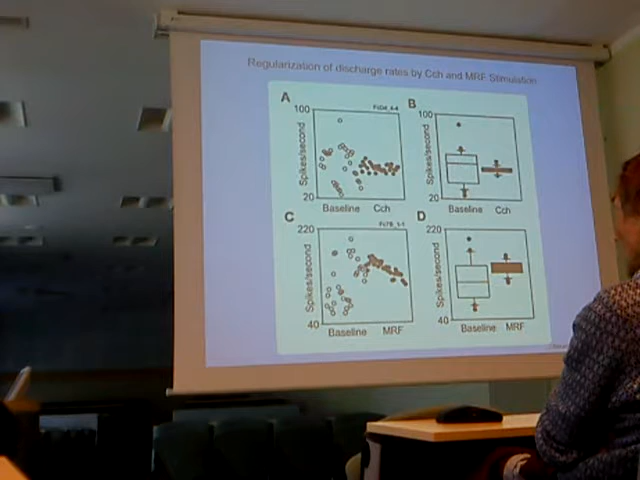 Regularization of discharge rates by Cch and MRF Stimulation
A
B
100
100
Spikes/second
Spikes/second
20
20
Baseline Cch
Baseline Cch
C
D
220
220
Spikes/second
Spikes/second
40
40
Baseline MRF
Baseline MRF